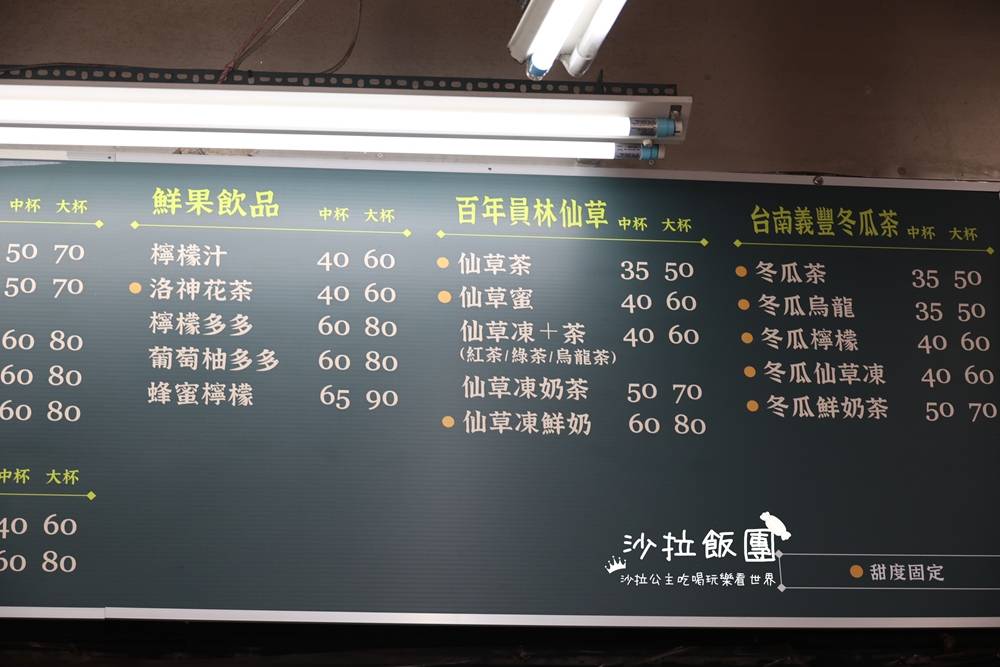 中杯 大杯
50 70
50 70
60 80
60 80
60 80
中杯 大杯
40 60
60 80
鮮果飲品 中杯 大杯
檸檬汁 40 60
洛神花茶 40 60
檸檬多多 60 80
葡萄柚多多 60 80
蜂蜜檸檬 65 90
百年員林仙草 中杯 大杯
仙草茶 35 50
仙草蜜 40 60
仙草凍＋茶 40 60
(紅茶/綠茶/烏龍茶)
仙草凍奶茶 50 70
仙草凍鮮奶 60 80
台南義豐冬瓜茶 中杯 大杯
冬瓜茶 35 50
冬瓜烏龍 35 50
冬瓜檸檬 40 60
冬瓜仙草凍 40 60
冬瓜鮮奶茶 50 70
沙拉飯團
沙拉公主吃喝玩樂看世界
甜度固定